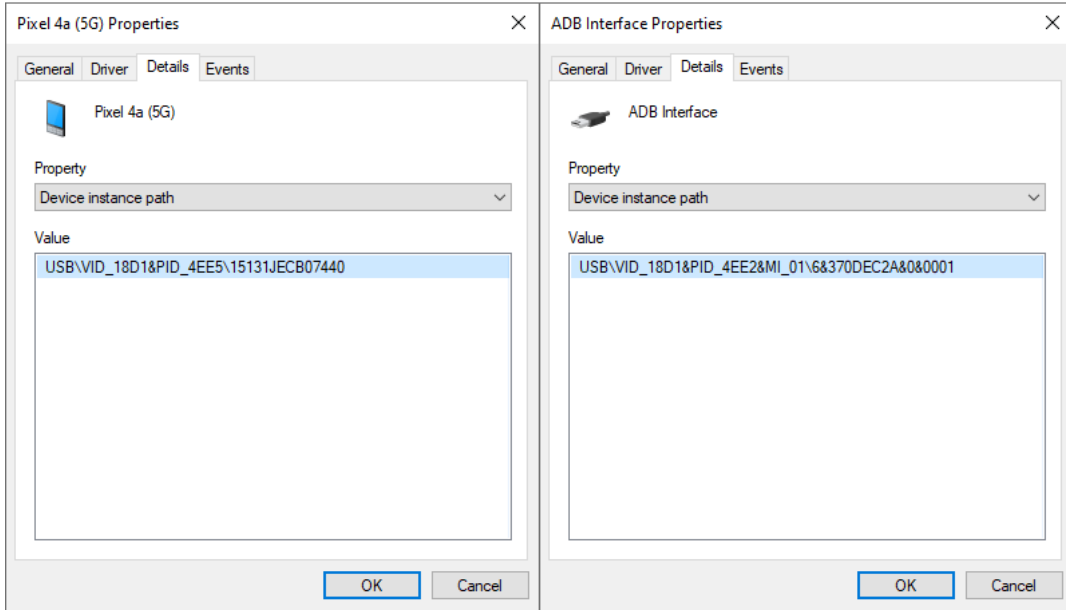 Pixel 4a (5G) Properties
General Driver Details Events
Pixel 4a (5G)
Property
Device instance path
Value
USB\VID_18D1&PID_4EE5\15131JECB07440
OK Cancel
ADB Interface Properties
General Driver Details Events
ADB Interface
Property
Device instance path
Value
USB\VID_18D1&PID_4EE2&MI_01\6&370DEC2A&0&0001
OK Cancel